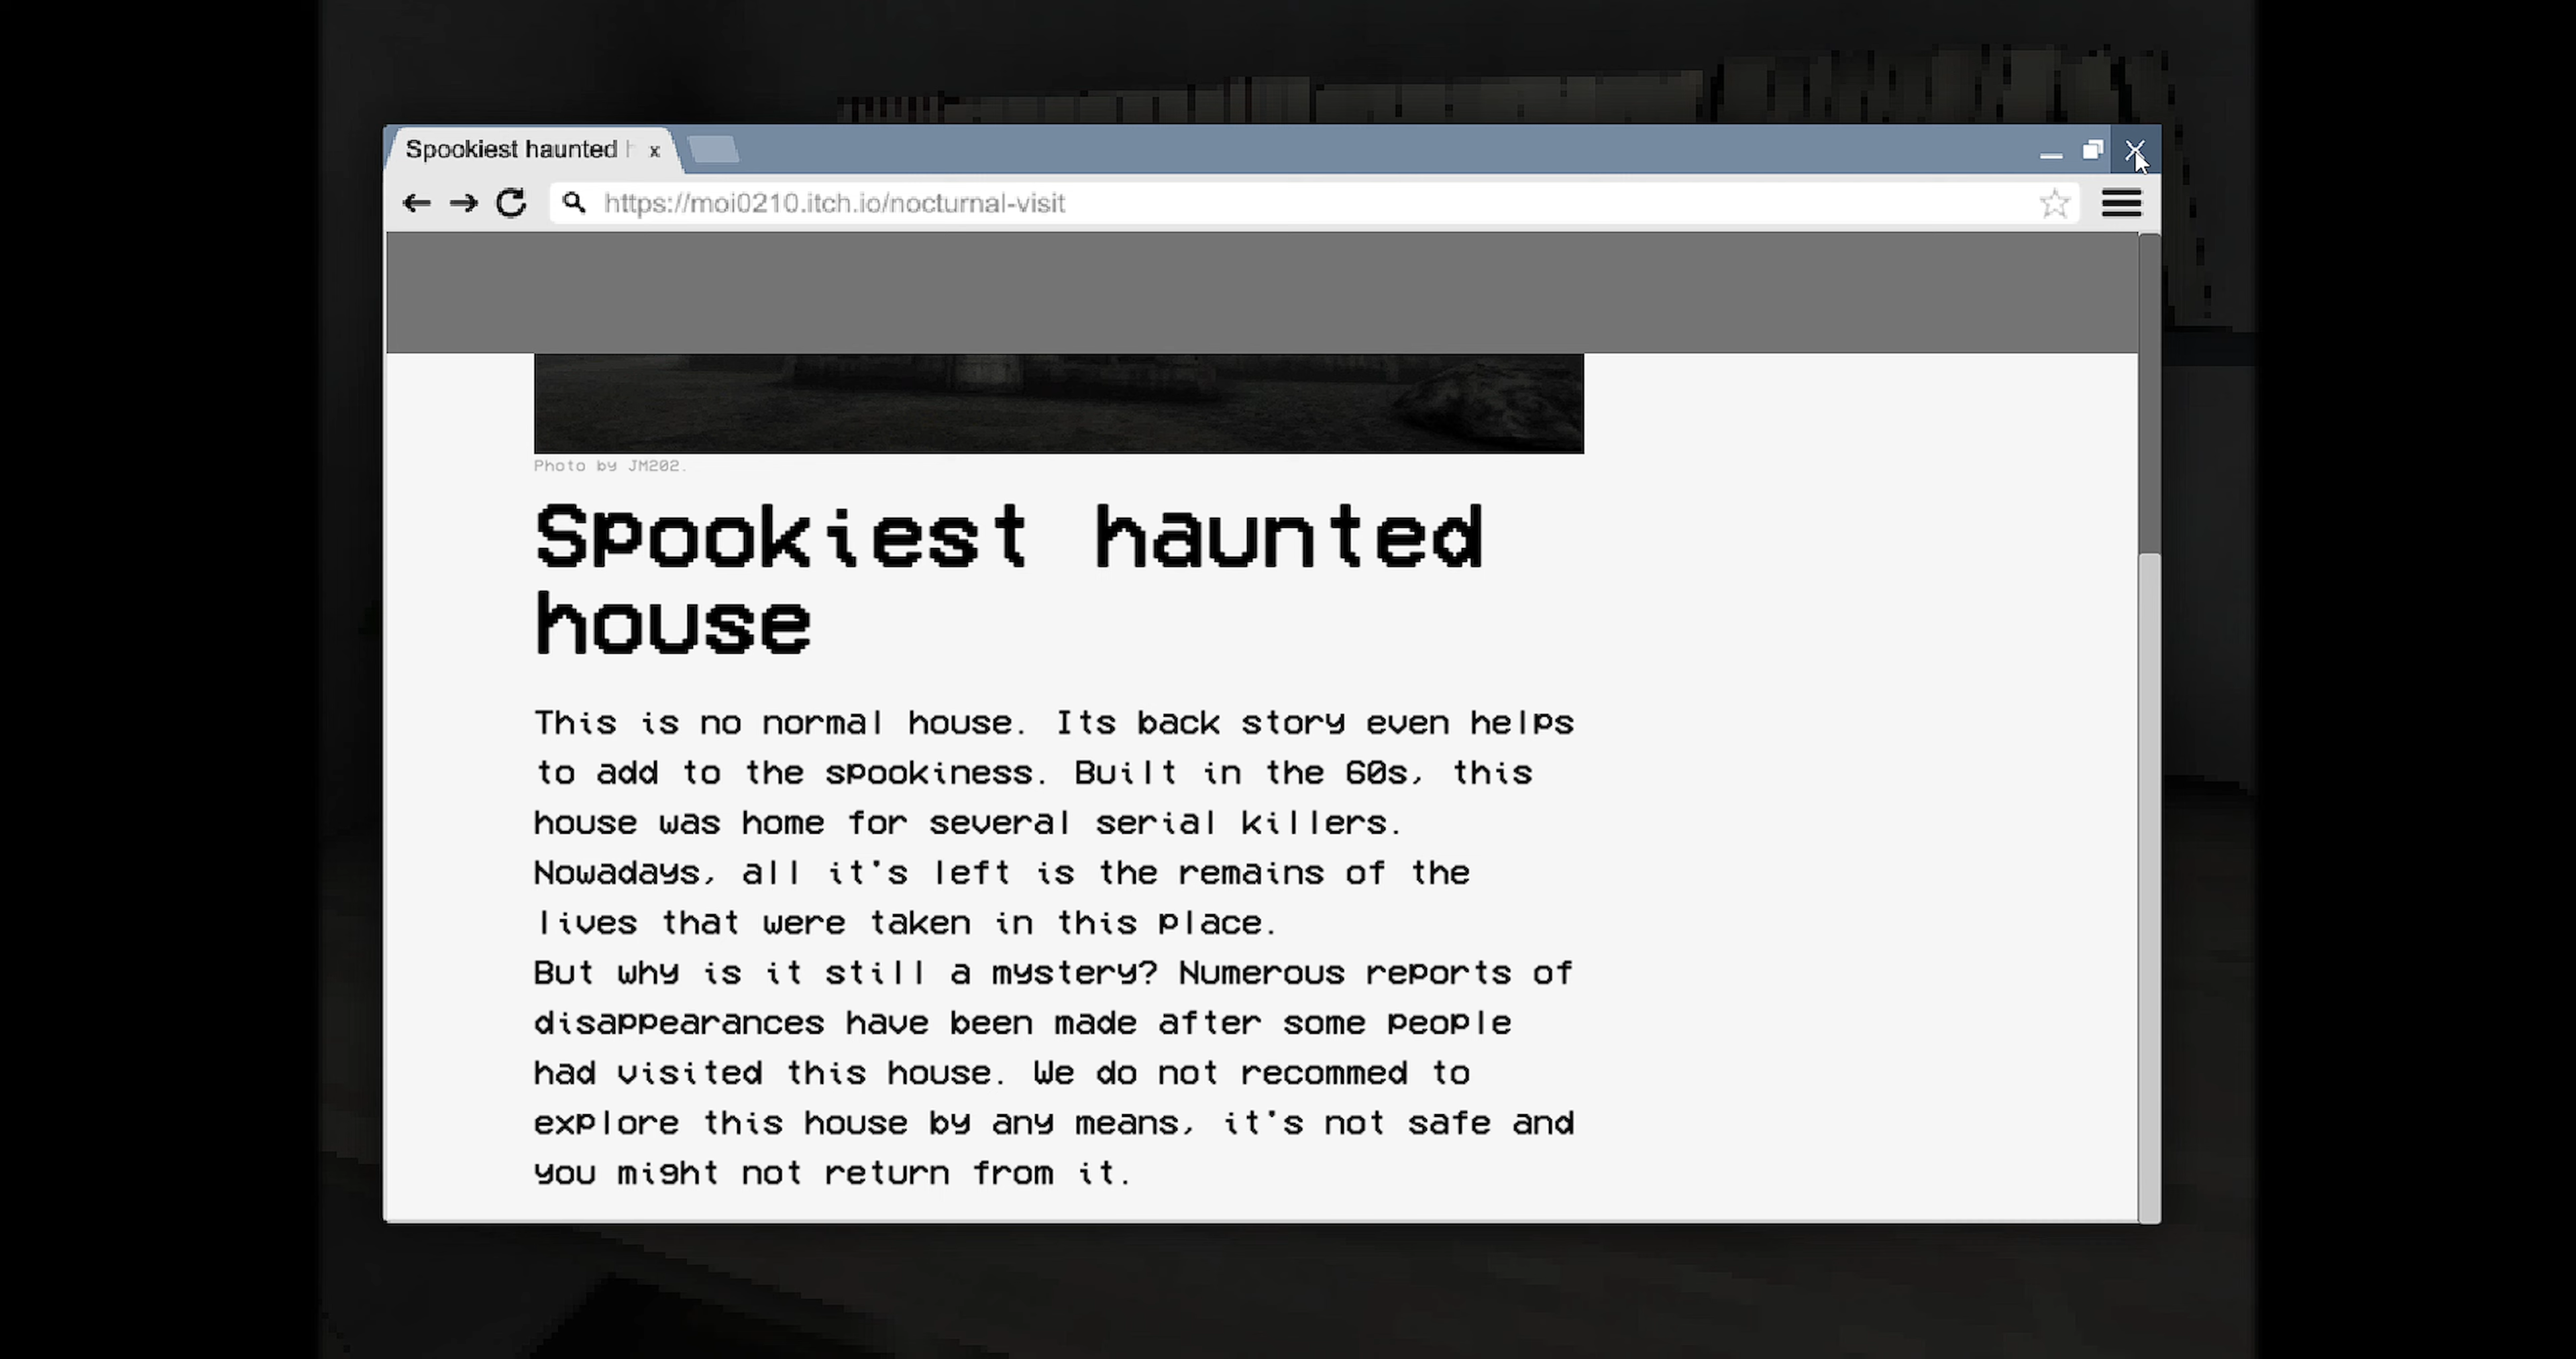 Spookiest haunted h x
https://moi0210.itch.io/nocturnal-visit
Photo by JM202.
Spookiest haunted
house
This is no normal house. Its back story even helps
to add to the spookiness. Built in the 60s, this
house was home for several serial killers.
Nowadays, all it's left is the remains of the
lives that were taken in this place.
But why is it still a mystery? Numerous reports of
disappearances have been made after some people
had visited this house. We do not recommed to
explore this house by any means, it's not safe and
you might not return from it.